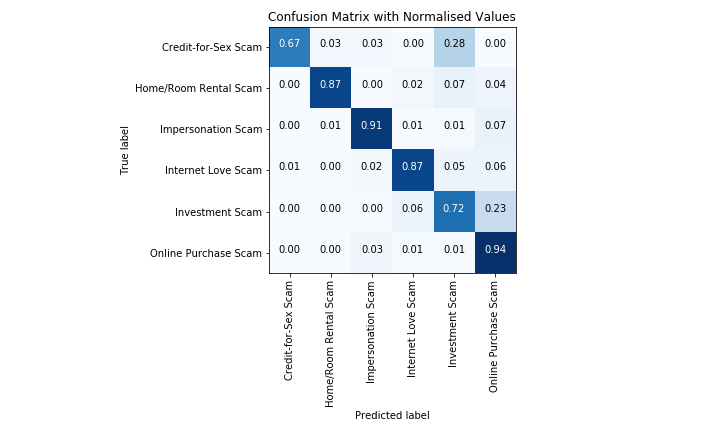 Confusion Matrix with Normalised Values
True label
Credit-for-Sex Scam 0.67 0.03 0.03 0.00 0.28 0.00
Home/Room Rental Scam 0.00 0.87 0.00 0.02 0.07 0.04
Impersonation Scam 0.00 0.01 0.91 0.01 0.01 0.07
Internet Love Scam 0.01 0.00 0.02 0.87 0.05 0.06
Investment Scam 0.00 0.00 0.00 0.06 0.72 0.23
Online Purchase Scam 0.00 0.00 0.03 0.01 0.01 0.94
Credit-for-Sex Scam
Home/Room Rental Scam
Impersonation Scam
Internet Love Scam
Investment Scam
Online Purchase Scam
Predicted label